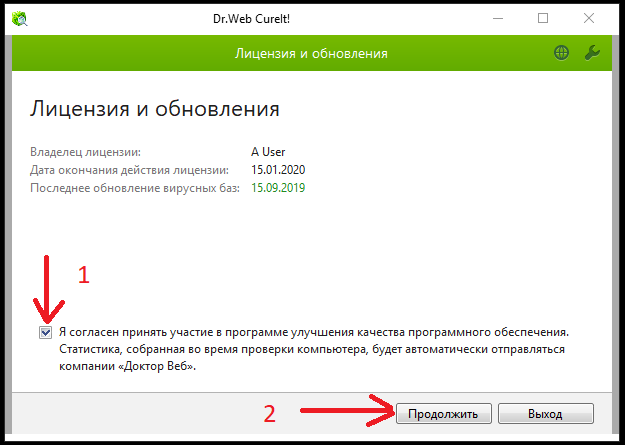 Dr.Web CureIt!
Лицензия и обновления
Лицензия и обновления
Владелец лицензии: A User
Дата окончания действия лицензии: 15.01.2020
Последнее обновление вирусных баз: 15.09.2019
1
Я согласен принять участие в программе улучшения качества программного обеспечения.
Статистика, собранная во время проверки компьютера, будет автоматически отправляться
компании «Доктор Веб».
2 Продолжить Выход